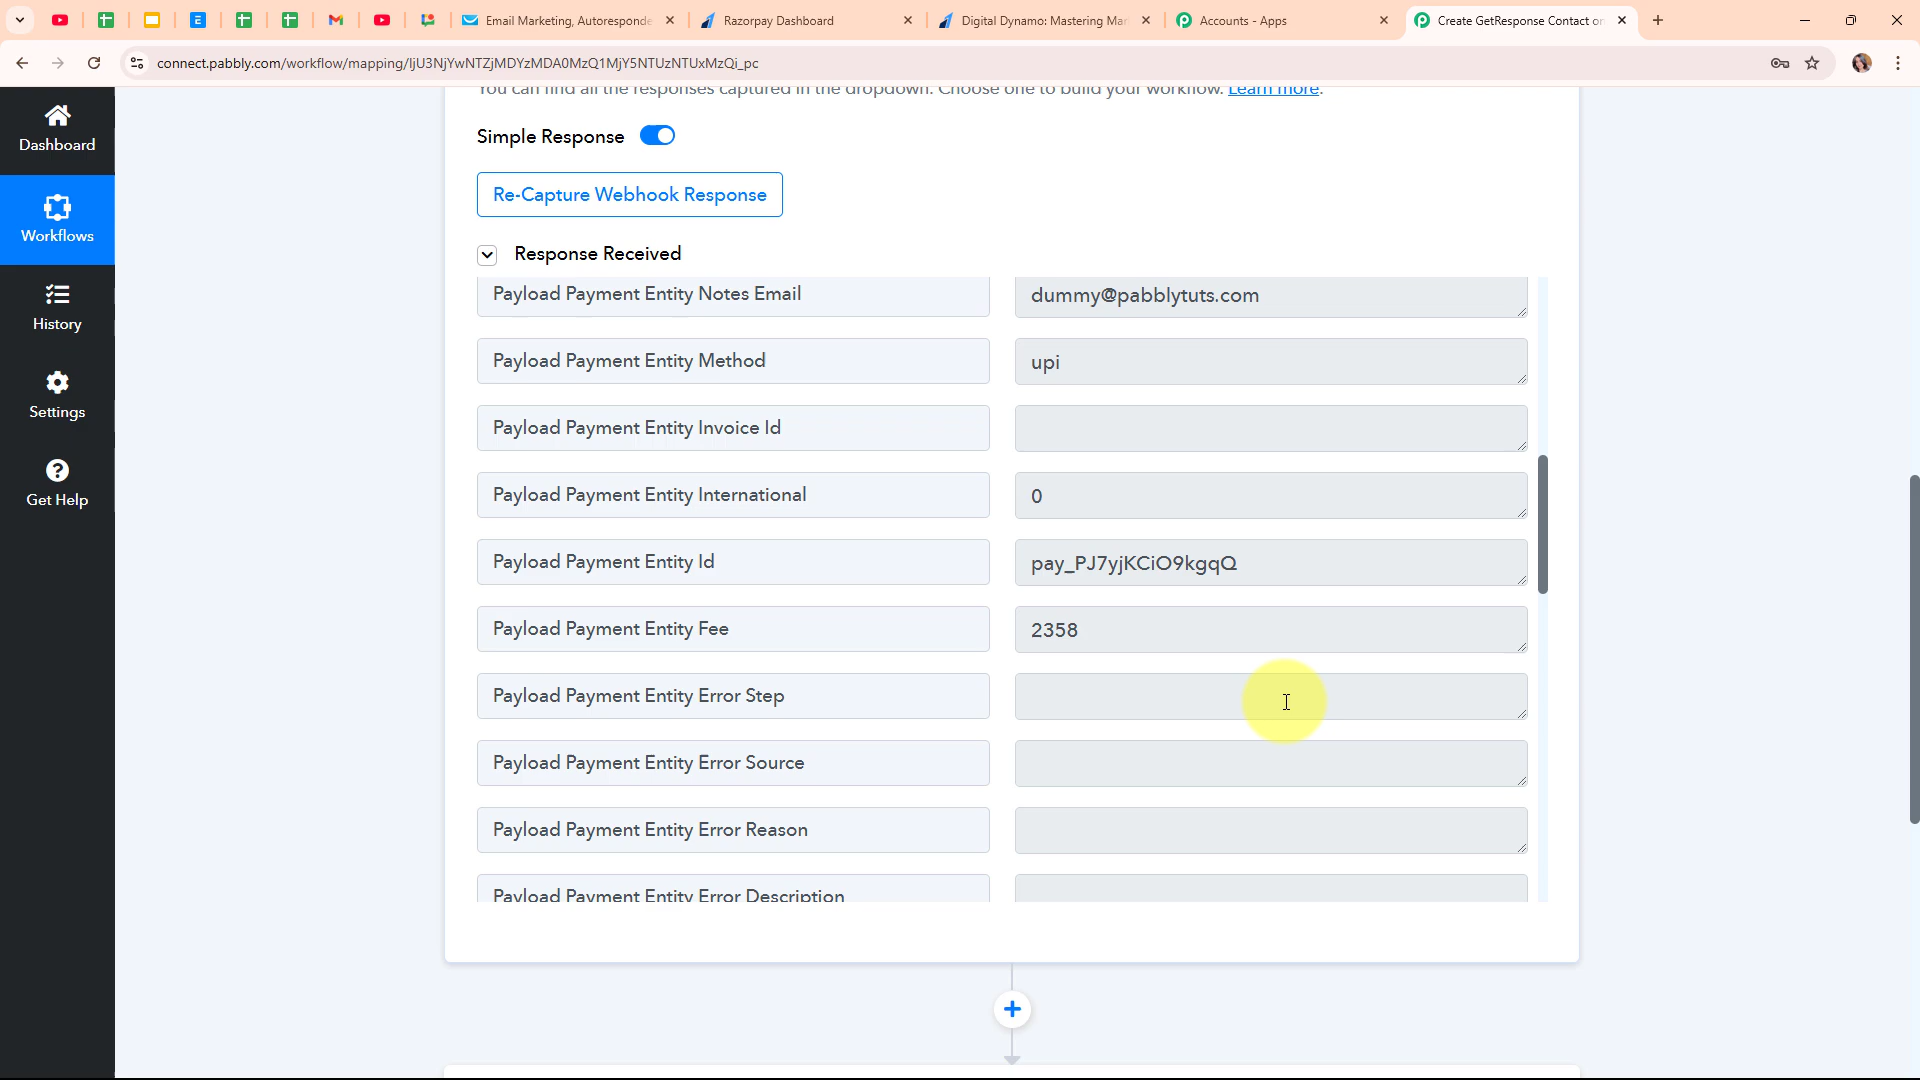 Email Marketing, Autoresponde
Razorpay Dashboard
Digital Dynamo: Mastering Mar
Accounts - Apps
Create GetResponse Contact on
connect.pabbly.com/workflow/mapping/IjU3NjYwNTZjMDYzMDA0MzQ1MjY5NTUzNTUxMzQi_pc
You can find all the responses captured in the dropdown. Choose one to build your workflow. Learn more.
Simple Response
Re-Capture Webhook Response
Response Received
Payload Payment Entity Notes Email
dummy@pabblytuts.com
Payload Payment Entity Method
upi
Payload Payment Entity Invoice Id
Payload Payment Entity International
0
Payload Payment Entity Id
pay_PJ7yjKCiO9kgqQ
Payload Payment Entity Fee
2358
Payload Payment Entity Error Step
Payload Payment Entity Error Source
Payload Payment Entity Error Reason
Payload Payment Entity Error Description
Dashboard
Workflows
History
Settings
Get Help